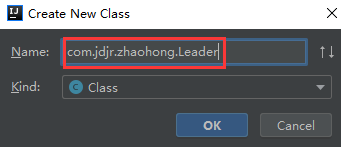 Create New Class
Name: com.jdjr.zhaohong.Leader
Kind: Class
OK Cancel